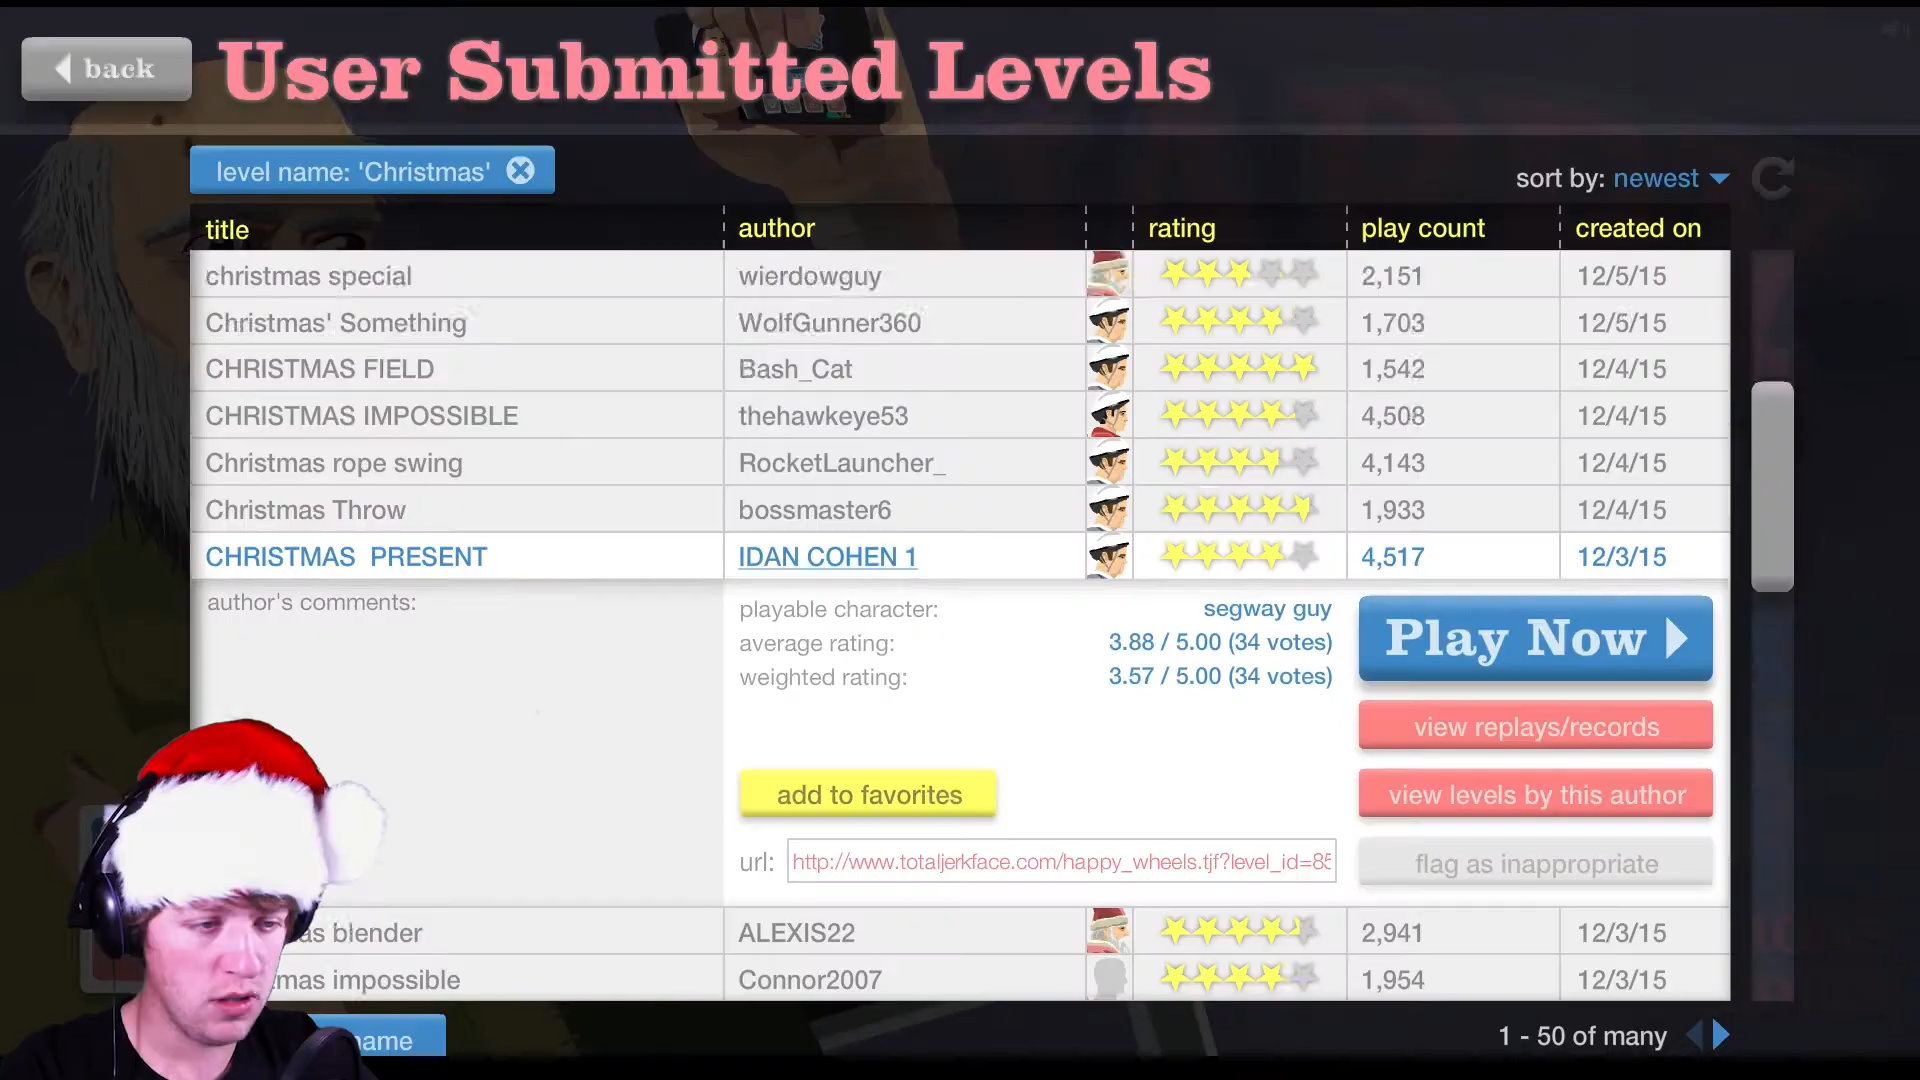 back
User Submitted Levels
level name: 'Christmas'
sort by: newest
title author rating play count created on
christmas special wierdowguy 2,151 12/5/15
Christmas' Something WolfGunner360 1,703 12/5/15
CHRISTMAS FIELD Bash_Cat 1,542 12/4/15
CHRISTMAS IMPOSSIBLE thehawkeye53 4,508 12/4/15
Christmas rope swing RocketLauncher_ 4,143 12/4/15
Christmas Throw bossmaster6 1,933 12/4/15
CHRISTMAS PRESENT IDAN COHEN 1 4,517 12/3/15
author's comments:
playable character: segway guy
average rating: 3.88 / 5.00 (34 votes)
weighted rating: 3.57 / 5.00 (34 votes)
Play Now
view replays/records
add to favorites
view levels by this author
url: http://www.totaljerkface.com/happy_wheels.tjf?level_id=85
flag as inappropriate
as blender ALEXIS22 2,941 12/3/15
mas impossible Connor2007 1,954 12/3/15
name
1 - 50 of many